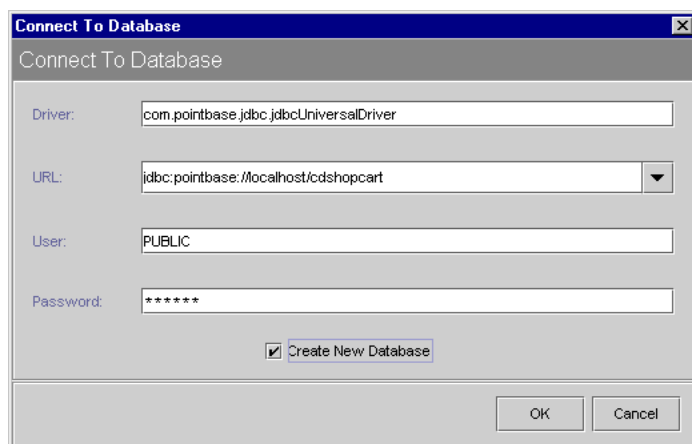 Connect To Database
Connect To Database
Driver: com.pointbase.jdbc.jdbcUniversalDriver
URL: jdbc:pointbase://localhost/cdshopcart
User: PUBLIC
Password: ******
Create New Database
OK Cancel